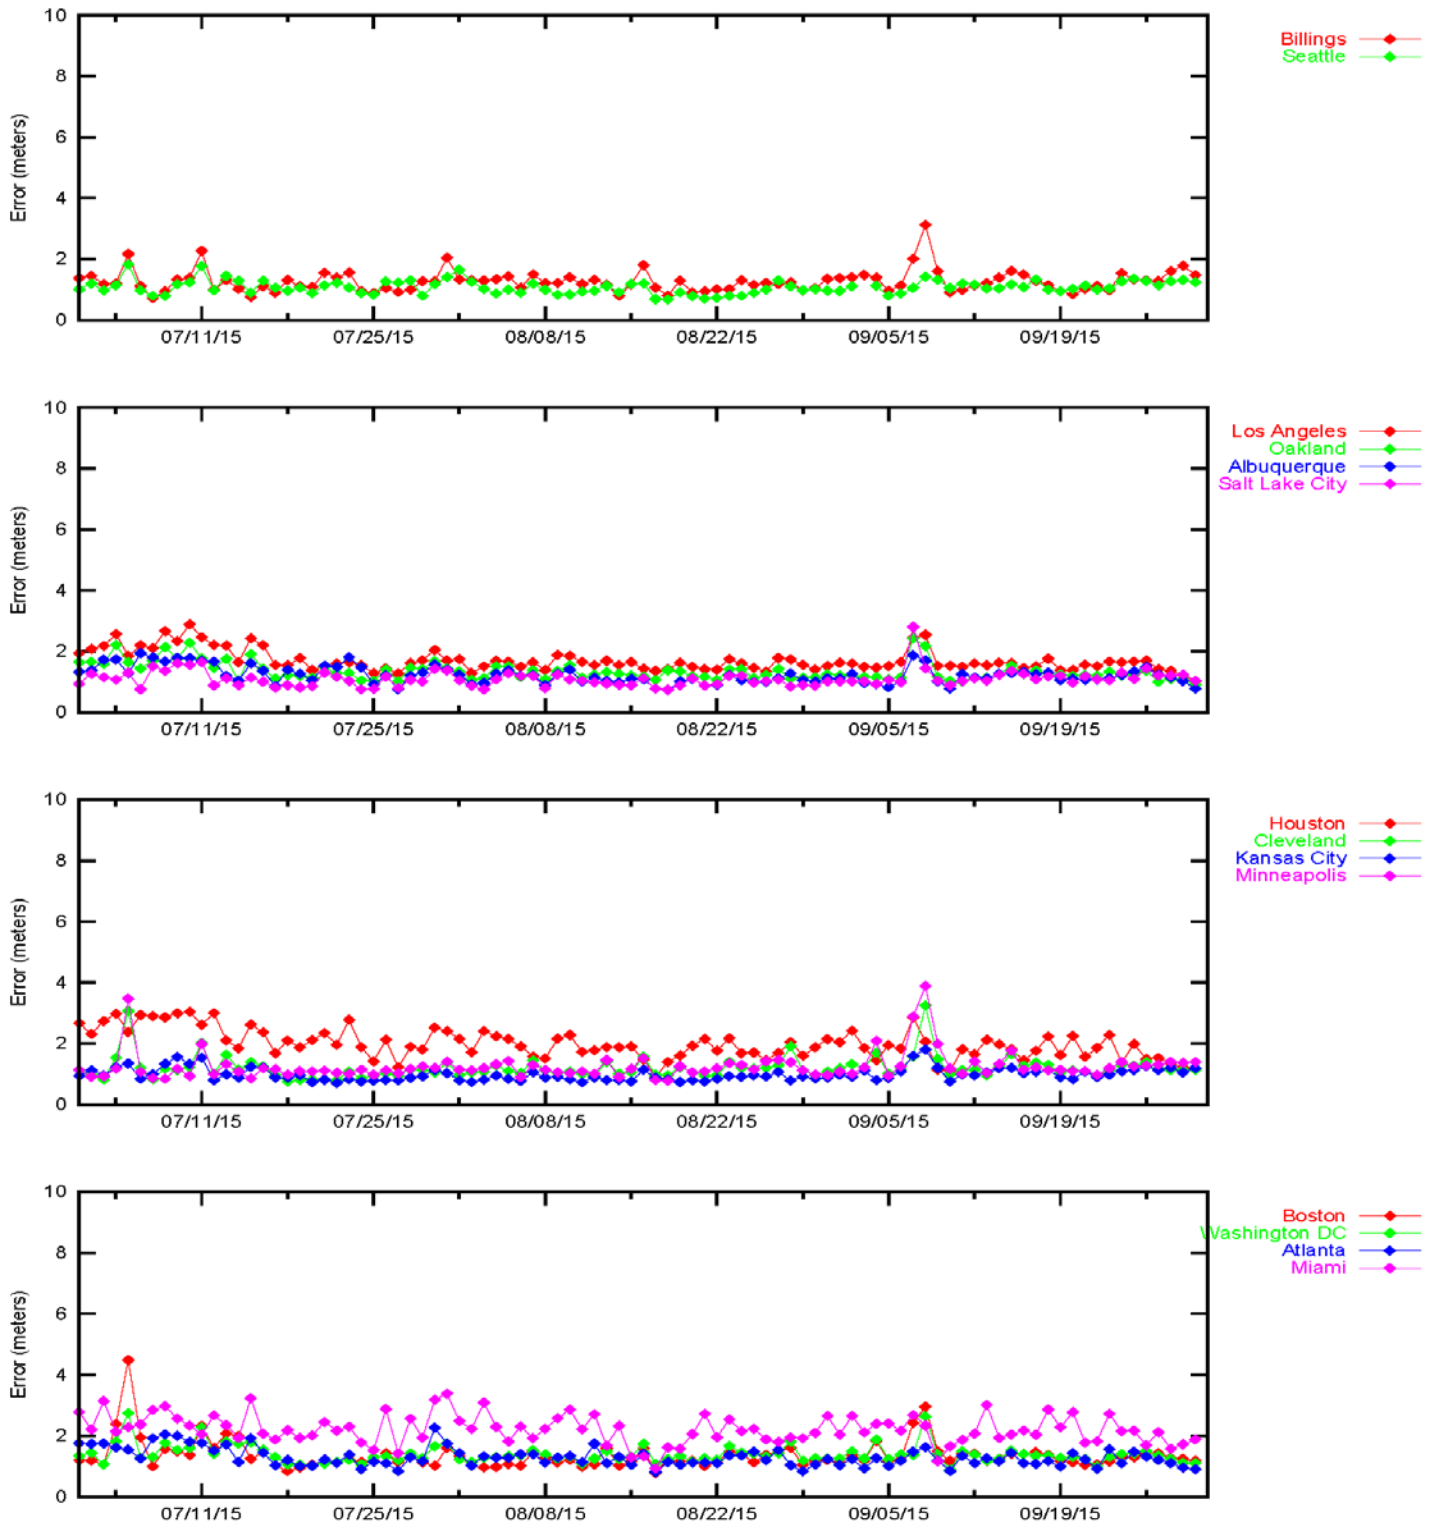 10
8
6
4
2
0
Error (meters)
07/11/15 07/25/15 08/08/15 08/22/15 09/05/15 09/19/15
Billings
Seattle
10
8
6
4
2
0
Error (meters)
07/11/15 07/25/15 08/08/15 08/22/15 09/05/15 09/19/15
Los Angeles
Oakland
Albuquerque
Salt Lake City
10
8
6
4
2
0
Error (meters)
07/11/15 07/25/15 08/08/15 08/22/15 09/05/15 09/19/15
Houston
Cleveland
Kansas City
Minneapolis
10
8
6
4
2
0
Error (meters)
07/11/15 07/25/15 08/08/15 08/22/15 09/05/15 09/19/15
Boston
Washington DC
Atlanta
Miami